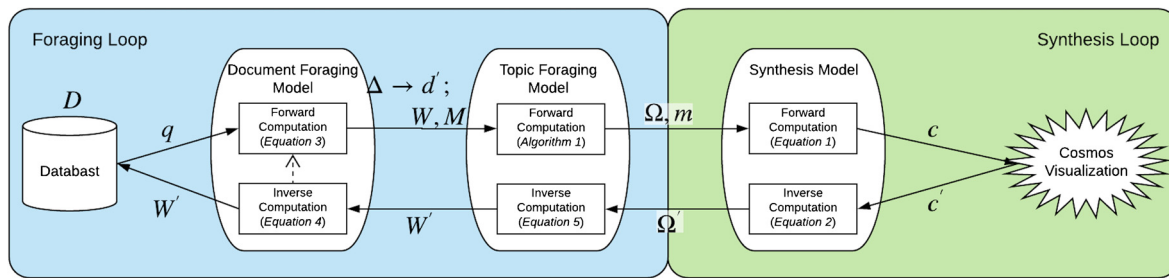 Foraging Loop
Synthesis Loop
D
Databast
q
W′
Document Foraging
Model
Forward
Computation
(Equation 3)
Inverse
Computation
(Equation 4)
Δ → d′;
W, M
W′
Topic Foraging
Model
Forward
Computation
(Algorithm 1)
Inverse
Computation
(Equation 5)
Ω, m
Ω′
Synthesis Model
Forward
Computation
(Equation 1)
Inverse
Computation
(Equation 2)
c
c′
Cosmos
Visualization